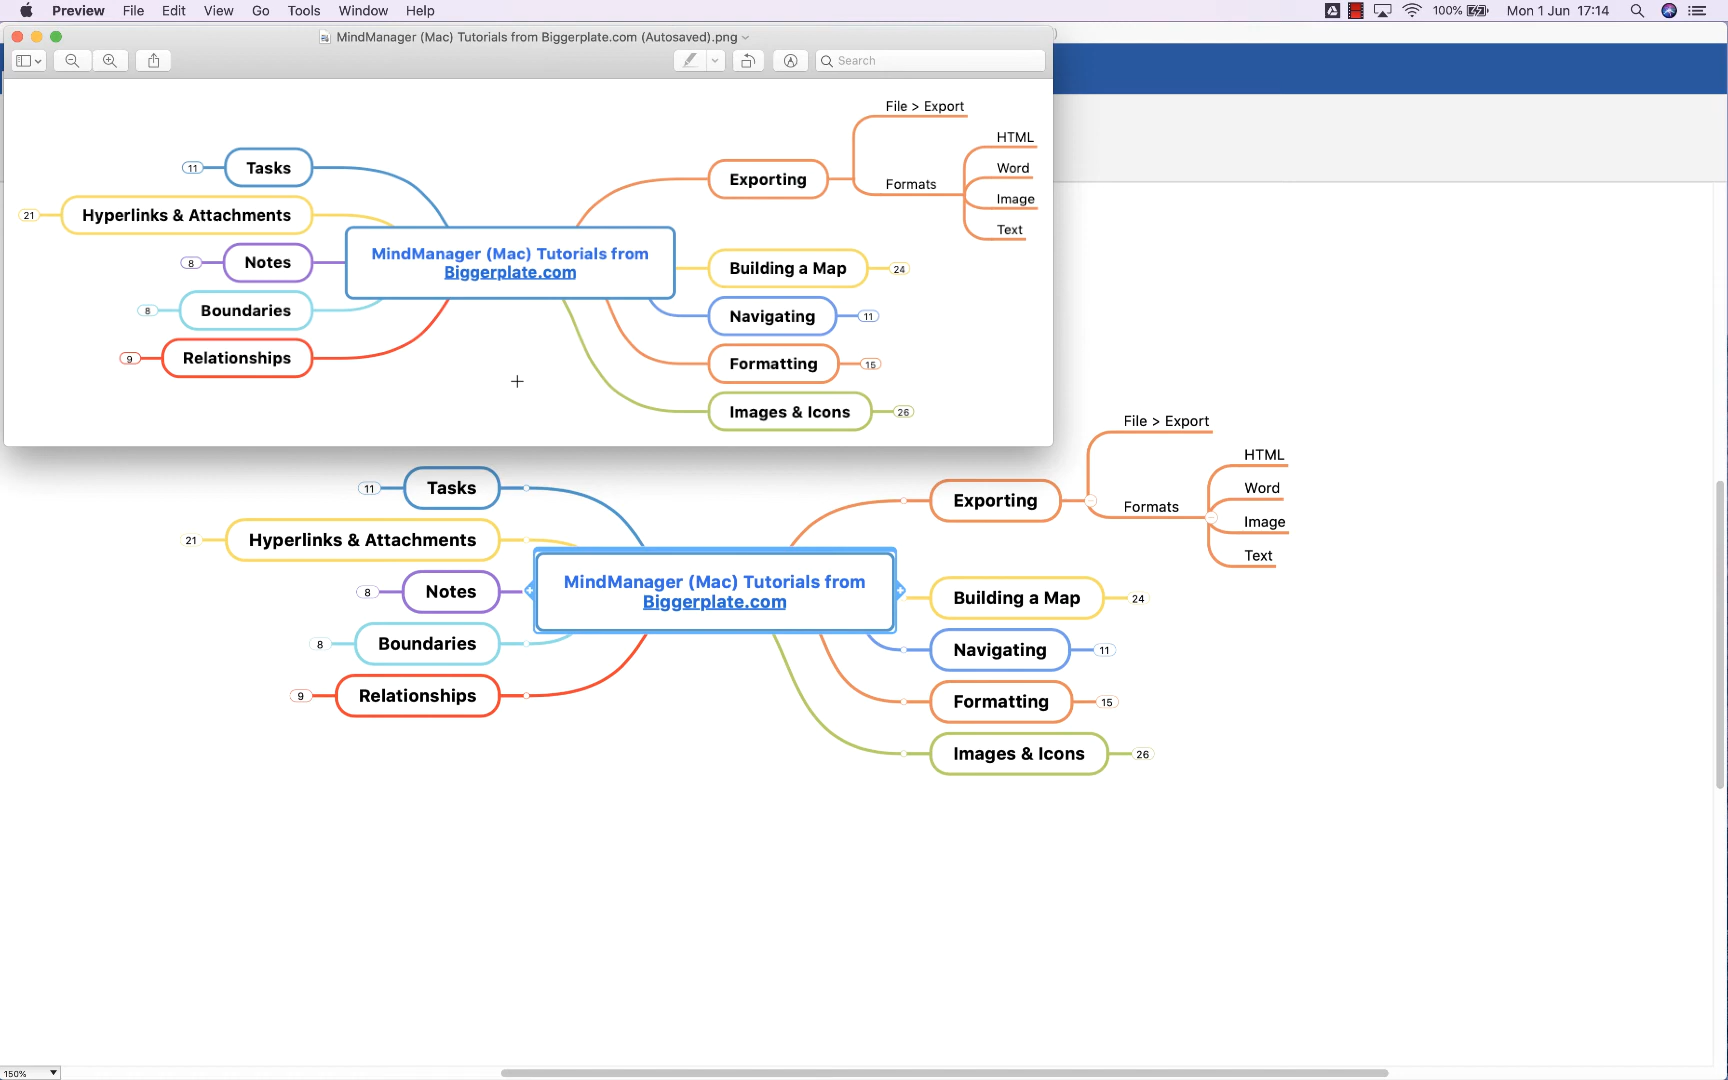 Preview File Edit View Go Tools Window Help
100% Mon 1 Jun 17:14
MindManager (Mac) Tutorials from Biggerplate.com (Autosaved).png
Search
File > Export
HTML
Word
Image
Text
Formats
Exporting
11 Tasks
21 Hyperlinks & Attachments
8 Notes
8 Boundaries
9 Relationships
MindManager (Mac) Tutorials from
Biggerplate.com
Building a Map 24
Navigating 11
Formatting 15
Images & Icons 26
File > Export
HTML
Word
Image
Text
Formats
Exporting
11 Tasks
21 Hyperlinks & Attachments
8 Notes
8 Boundaries
9 Relationships
MindManager (Mac) Tutorials from
Biggerplate.com
Building a Map 24
Navigating 11
Formatting 15
Images & Icons 26
150%